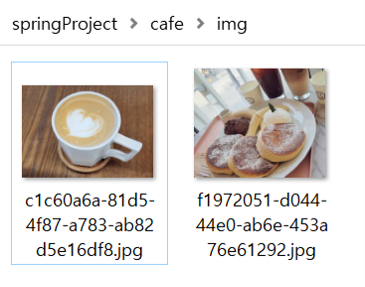 springProject > cafe > img
c1c60a6a-81d5-
4f87-a783-ab82
d5e16df8.jpg
f1972051-d044-
44e0-ab6e-453a
76e61292.jpg